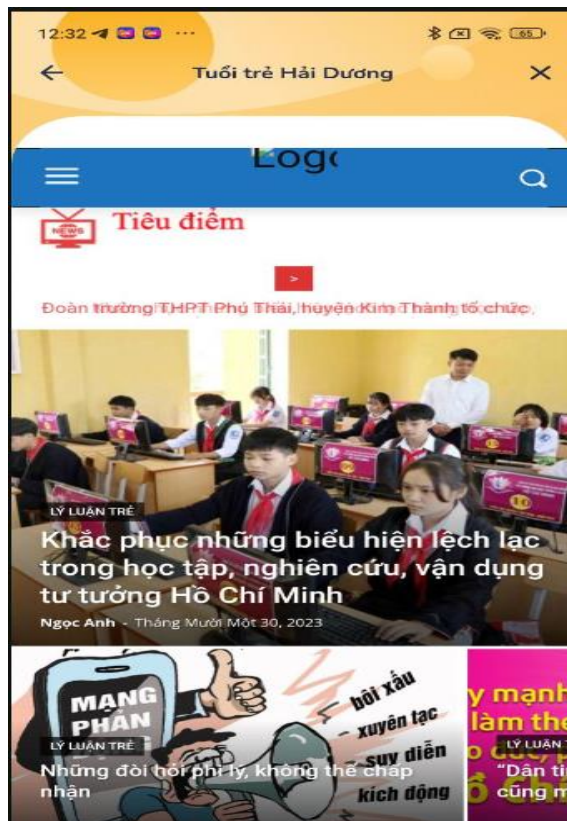 12:32
65
Tuổi trẻ Hải Dương
Logo
NEWS
Tiêu điểm
>
Đoàn trường THPT Phú Thái, huyện Kim Thành tổ chức
LÝ LUẬN TRẺ
Khắc phục những biểu hiện lệch lạc
trong học tập, nghiên cứu, vận dụng
tư tưởng Hồ Chí Minh
Ngọc Anh - Tháng Mười Một 30, 2023
MẠNG
PHẢN
bôi xấu
xuyên tạc
suy diễn
kích động
LÝ LUẬN TRẺ
Những đòi hỏi phi lý, không thể chấp
nhận
y mạnh
làm the
LÝ LUẬN
"Dân ti
cũng m